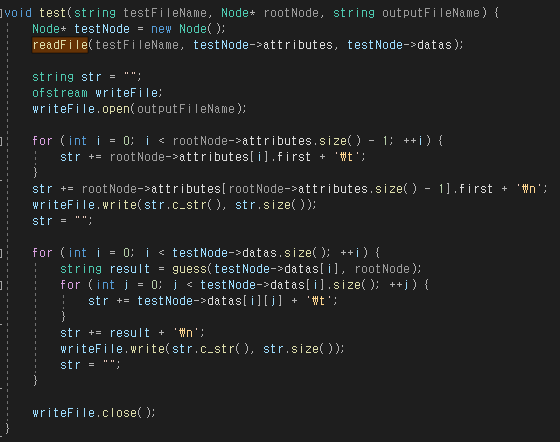 void test(string testFileName, Node* rootNode, string outputFileName) {
    Node* testNode = new Node();
    readFile(testFileName, testNode->attributes, testNode->datas);

    string str = "";
    ofstream writeFile;
    writeFile.open(outputFileName);

    for (int i = 0; i < rootNode->attributes.size() - 1; ++i) {
        str += rootNode->attributes[i].first + '₩t';
    }
    str += rootNode->attributes[rootNode->attributes.size() - 1].first + '₩n';
    writeFile.write(str.c_str(), str.size());
    str = "";

    for (int i = 0; i < testNode->datas.size(); ++i) {
        string result = guess(testNode->datas[i], rootNode);
        for (int j = 0; j < testNode->datas[i].size(); ++j) {
            str += testNode->datas[i][j] + '₩t';
        }
        str += result + '₩n';
        writeFile.write(str.c_str(), str.size());
        str = "";
    }

    writeFile.close();
}